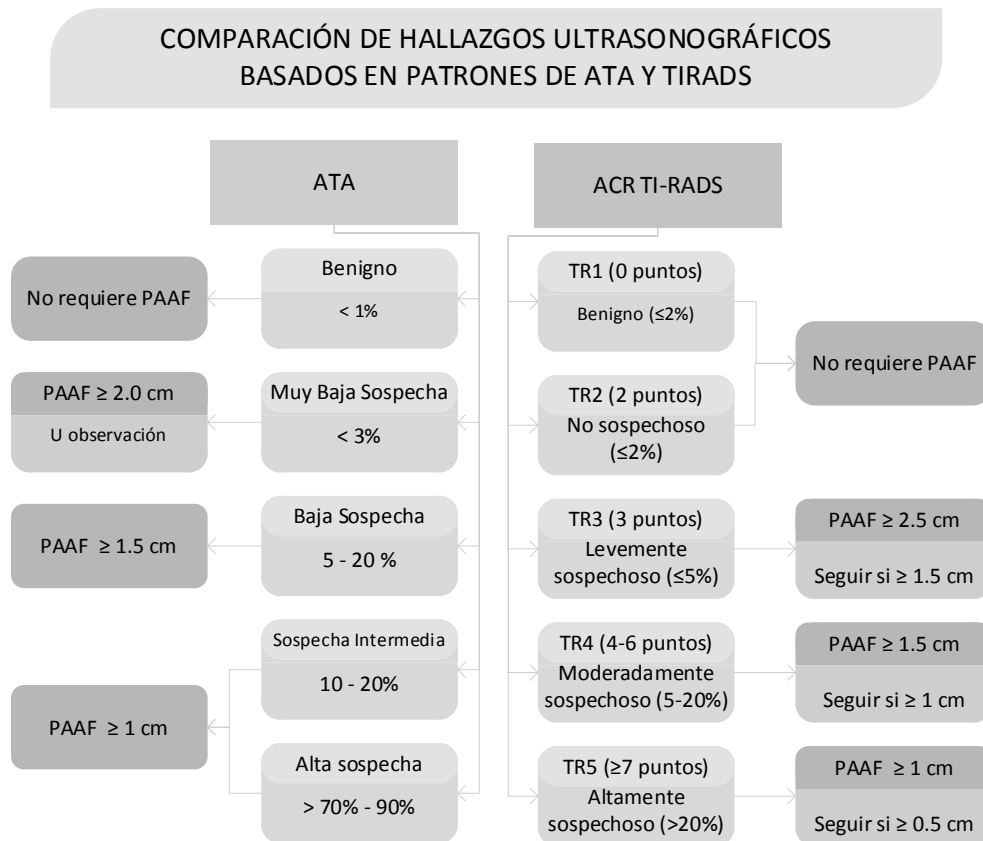 COMPARACIÓN DE HALLAZGOS ULTRASONOGRÁFICOS
BASADOS EN PATRONES DE ATA Y TIRADS
ATA
Benigno
< 1%
No requiere PAAF
Muy Baja Sospecha
< 3%
PAAF ≥ 2.0 cm
U observación
Baja Sospecha
5 - 20 %
PAAF ≥ 1.5 cm
Sospecha Intermedia
10 - 20%
Alta sospecha
> 70% - 90%
PAAF ≥ 1 cm
ACR TI-RADS
TR1 (0 puntos)
Benigno (≤2%)
TR2 (2 puntos)
No sospechoso
(≤2%)
No requiere PAAF
TR3 (3 puntos)
Levemente
sospechoso (≤5%)
PAAF ≥ 2.5 cm
Seguir si ≥ 1.5 cm
TR4 (4-6 puntos)
Moderadamente
sospechoso (5-20%)
PAAF ≥ 1.5 cm
Seguir si ≥ 1 cm
TR5 (≥7 puntos)
Altamente
sospechoso (>20%)
PAAF ≥ 1 cm
Seguir si ≥ 0.5 cm